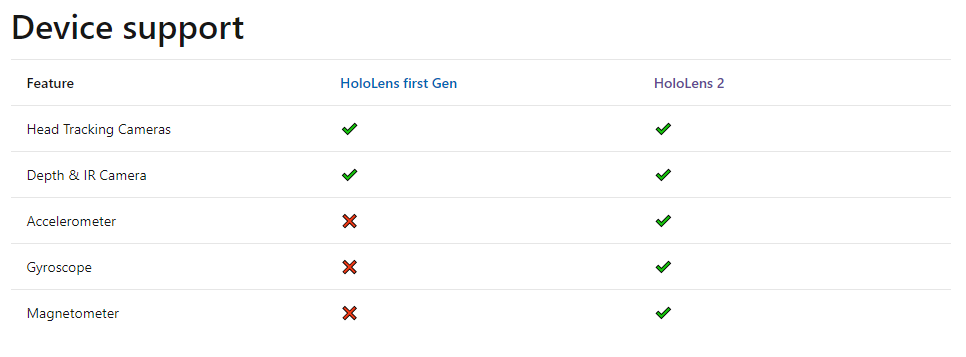 Device support
Feature HoloLens first Gen HoloLens 2
Head Tracking Cameras ✔ ✔
Depth & IR Camera ✔ ✔
Accelerometer ❌ ✔
Gyroscope ❌ ✔
Magnetometer ❌ ✔